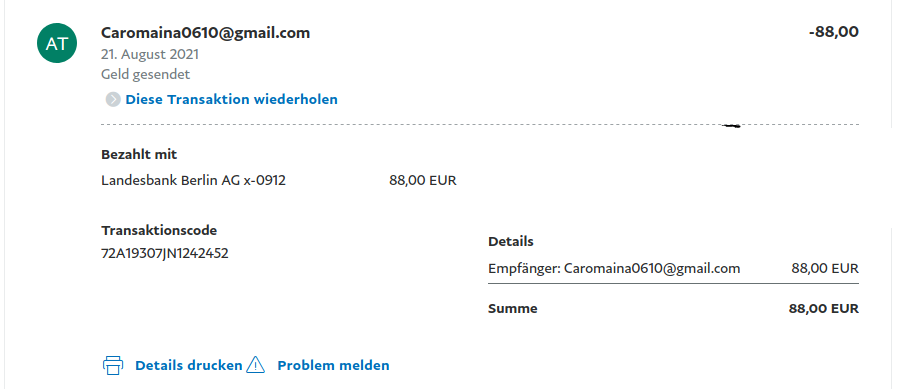 AT
Caromaina0610@gmail.com
-88,00
21. August 2021
Geld gesendet
Diese Transaktion wiederholen
Bezahlt mit
Landesbank Berlin AG x-0912 88,00 EUR
Transaktionscode
72A19307JN1242452
Details
Empfänger: Caromaina0610@gmail.com 88,00 EUR
Summe 88,00 EUR
Details drucken
Problem melden